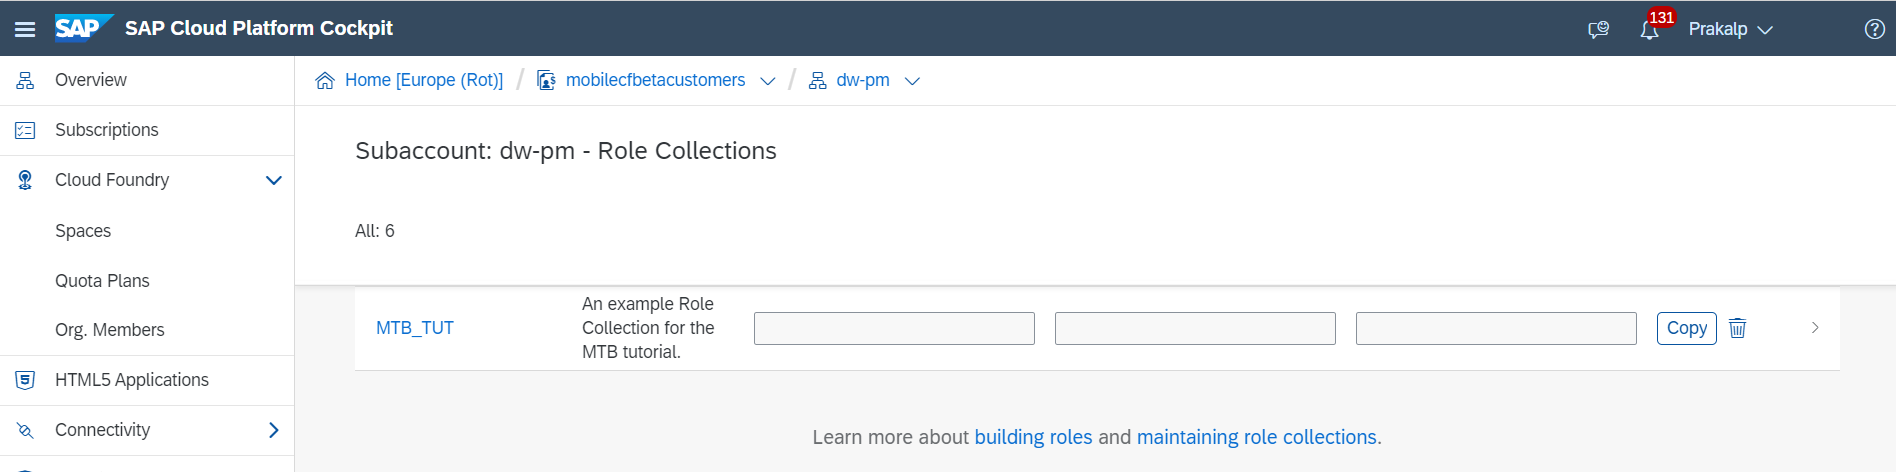 SAP SAP Cloud Platform Cockpit 131 Prakalp
Overview
Subscriptions
Cloud Foundry
Spaces
Quota Plans
Org. Members
HTML5 Applications
Connectivity
Home [Europe (Rot)] / mobilecfbetacustomers / dw-pm
Subaccount: dw-pm - Role Collections
All: 6
MTB_TUT
An example Role
Collection for the
MTB tutorial.
Copy
Learn more about building roles and maintaining role collections.